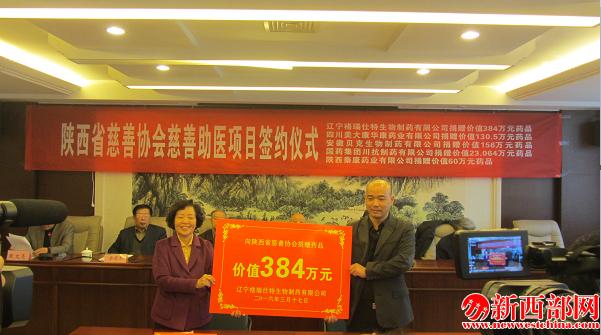 陕西省慈善协会慈善助医项目签约仪式
辽宁格瑞仕特生物制药有限公司捐赠价值384万元药品
四川美大康华康药业有限公司捐赠价值130.5万元药品
安徽贝克生物制药有限公司捐赠价值156万元药品
国药集团川抗制药有限公司捐赠价值23.064万元药品
陕西秦康药业有限公司捐赠价值60万元药品
向陕西省慈善协会捐赠药品
价值384万元
辽宁格瑞仕特生物制药有限公司
二〇一六年三月十七日
新西部网
www.newestchina.com